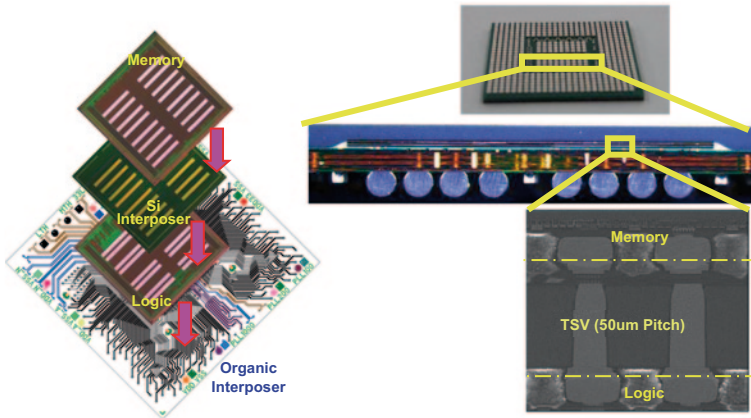 Memory
Si
Interposer
Logic
Organic
Interposer
Memory
TSV (50um Pitch)
Logic